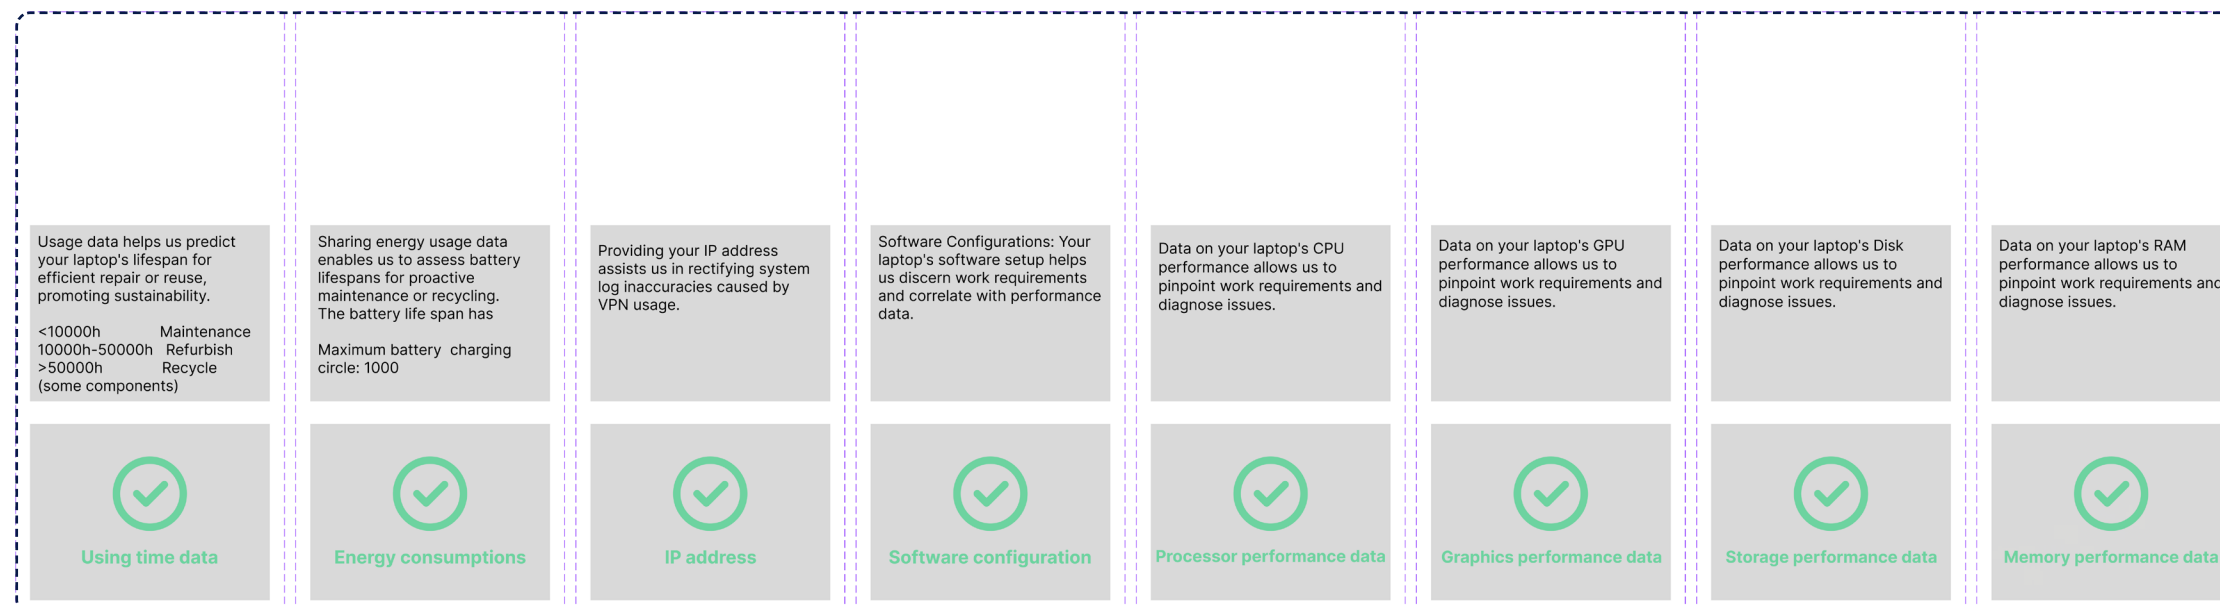 Usage data helps us predict
your laptop's lifespan for
efficient repair or reuse,
promoting sustainability.
<10000h Maintenance
10000h-50000h Refurbish
>50000h Recycle
(some components)
Sharing energy usage data
enables us to assess battery
lifespans for proactive
maintenance or recycling.
The battery life span has
Maximum battery charging
circle: 1000
Providing your IP address
assists us in rectifying system
log inaccuracies caused by
VPN usage.
Software Configurations: Your
laptop's software setup helps
us discern work requirements
and correlate with performance
data.
Data on your laptop's CPU
performance allows us to
pinpoint work requirements and
diagnose issues.
Data on your laptop's GPU
performance allows us to
pinpoint work requirements and
diagnose issues.
Data on your laptop's Disk
performance allows us to
pinpoint work requirements and
diagnose issues.
Data on your laptop's RAM
performance allows us to
pinpoint work requirements and
diagnose issues.
Using time data
Energy consumptions
IP address
Software configuration
Processor performance data
Graphics performance data
Storage performance data
Memory performance data